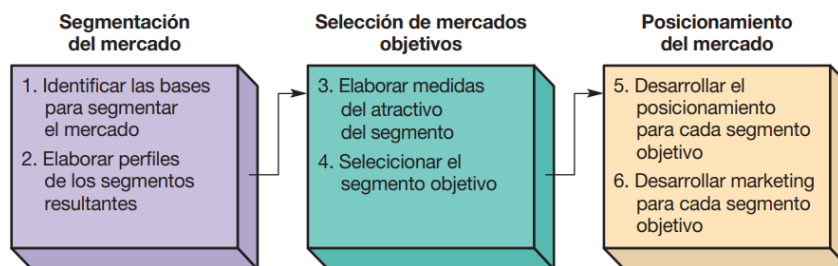 Segmentación
del mercado
1. Identificar las bases
para segmentar
el mercado
2. Elaborar perfiles
de los segmentos
resultantes
Selección de mercados
objetivos
3. Elaborar medidas
del atractivo
del segmento
4. Selecicionar el
segmento objetivo
Posicionamiento
del mercado
5. Desarrollar el
posicionamiento
para cada segmento
objetivo
6. Desarrollar marketing
para cada segmento
objetivo